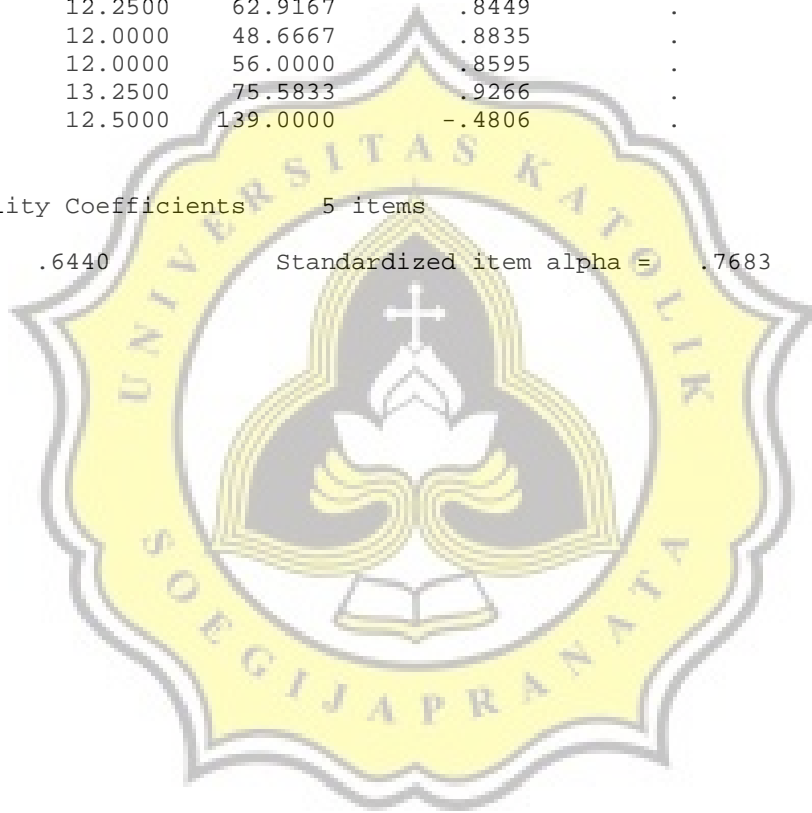 12.2500 62.9167 .8449 .
12.0000 48.6667 .8835 .
12.0000 56.0000 .8595 .
13.2500 75.5833 .9266 .
12.5000 139.0000 -.4806 .
lity Coefficients 5 items
.6440 Standardized item alpha = .7683
UNIVERSITAS KATOLIK
SOEGIJAPRANATA